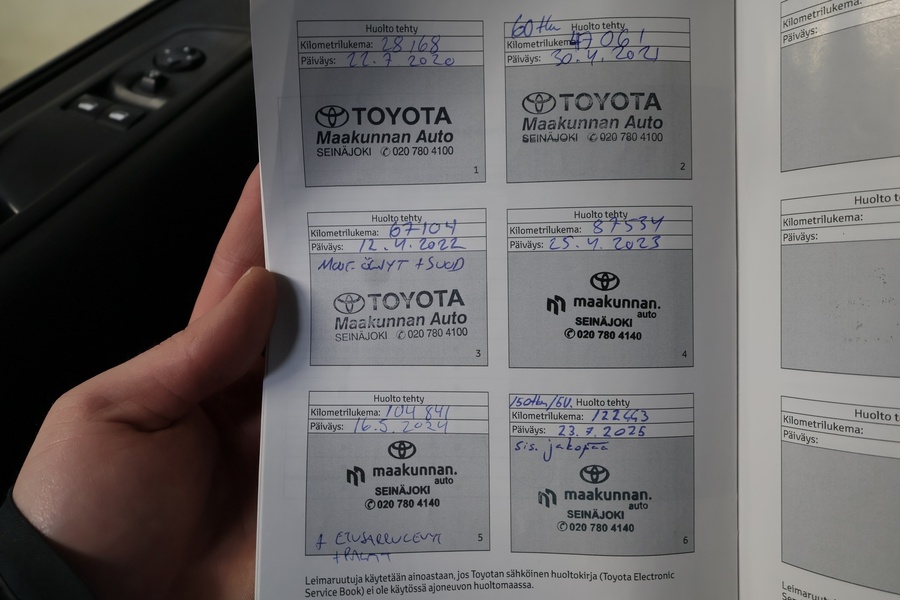 Huolto tehty
Kilometrilukema: 28168
Päiväys: 22.7 2020
TOYOTA
Maakunnan Auto
SEINÄJOKI ✆ 020 780 4100
1
60tkm Huolto tehty
Kilometrilukema: 47061
Päiväys: 30.4. 2021
TOYOTA
Maakunnan Auto
SEINÄJOKI ✆ 020 780 4100
2
Huolto tehty
Kilometrilukema: 67104
Päiväys: 12.4.2022
+SUOD
TOYOTA
Maakunnan Auto
SEINÄJOKI ✆ 020 780 4100
3
Huolto tehty
Kilometrilukema: 87534
Päiväys: 25.4. 2023
maakunnan.
auto
SEINÄJOKI
✆ 020 780 4140
4
Huolto tehty
Kilometrilukema: 104841
Päiväys: 16.5.2024
maakunnan.
auto
SEINÄJOKI
✆ 020 780 4140
5
150tkm/6V. Huolto tehty
Kilometrilukema: 122463
Päiväys: 23.7.2025
sis.
maakunnan.
auto
SEINÄJOKI
✆ 020 780 4140
6
Leimaruutuja käytetään ainoastaan, jos Toyotan sähköinen huoltokirja (Toyota Electronic
Service Book) ei ole käytössä ajoneuvon huoltomaassa.
Kilometrilukema:
Päiväys:
Huolto
Kilometrilukema:
Päiväys:
Huolto
Kilometrilukema:
Päiväys: